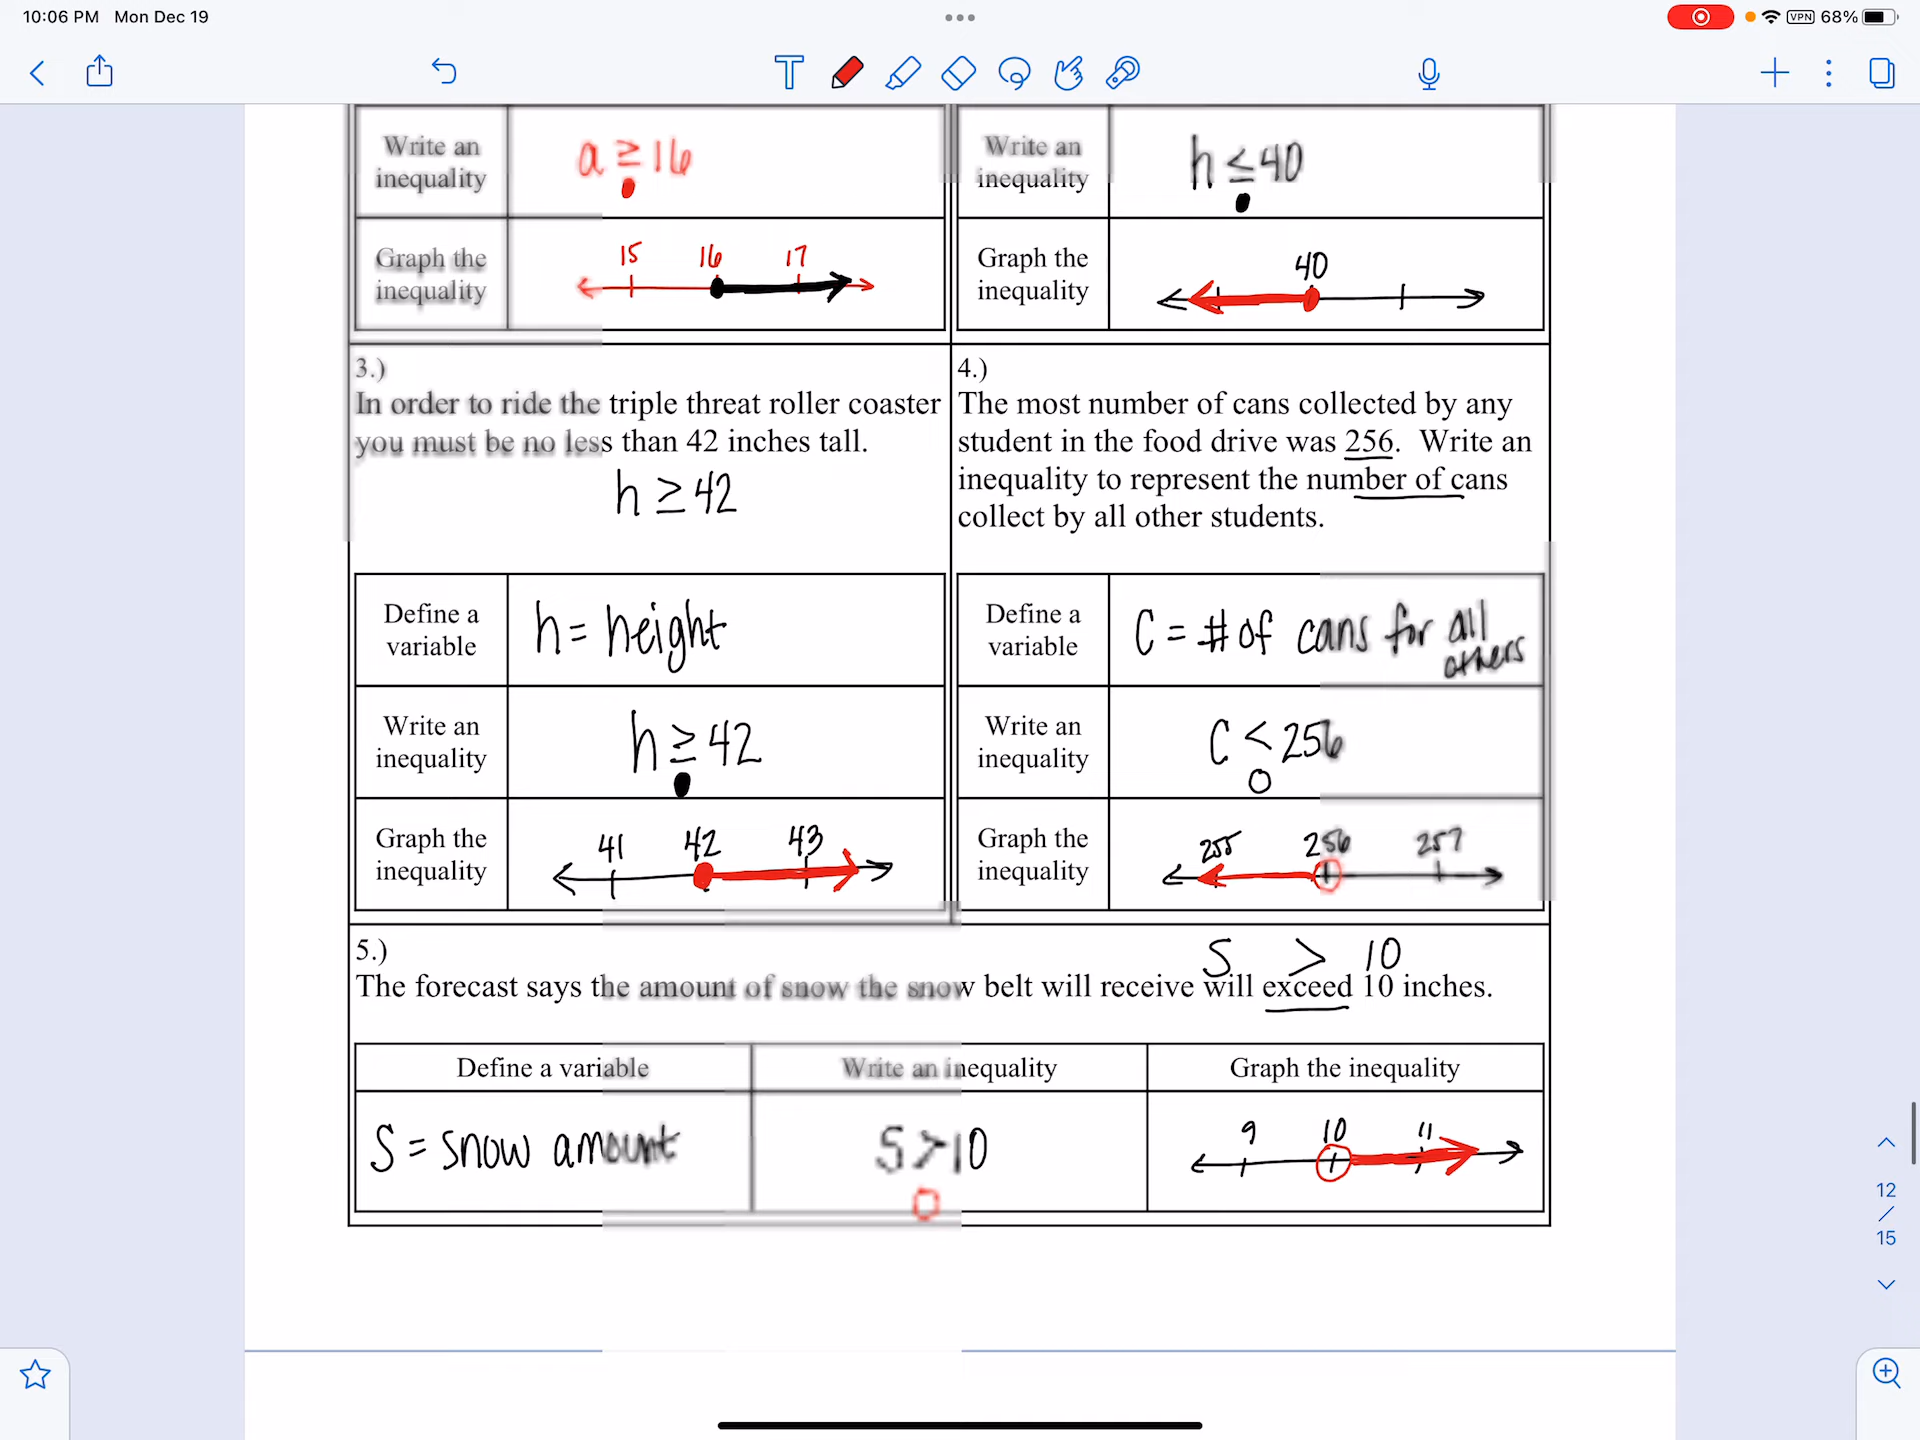 10:06 PM Mon Dec 19
VPN 68%
Write an
inequality
a ≥ 16
Graph the
inequality
15 16 17
Write an
inequality
h ≤ 40
Graph the
inequality
40
3.)
In order to ride the triple threat roller coaster
you must be no less than 42 inches tall.
h ≥ 42
Define a
variable
h = height
Write an
inequality
h ≥ 42
Graph the
inequality
41 42 43
4.)
The most number of cans collected by any
student in the food drive was 256. Write an
inequality to represent the number of cans
collect by all other students.
Define a
variable
C = # of cans for all
others
Write an
inequality
C < 256
Graph the
inequality
255 256 257
5.)
S > 10
The forecast says the amount of snow the snow belt will receive will exceed 10 inches.
Define a variable
Write an inequality
Graph the inequality
S = snow amount
S > 10
9 10 11
12
/
15